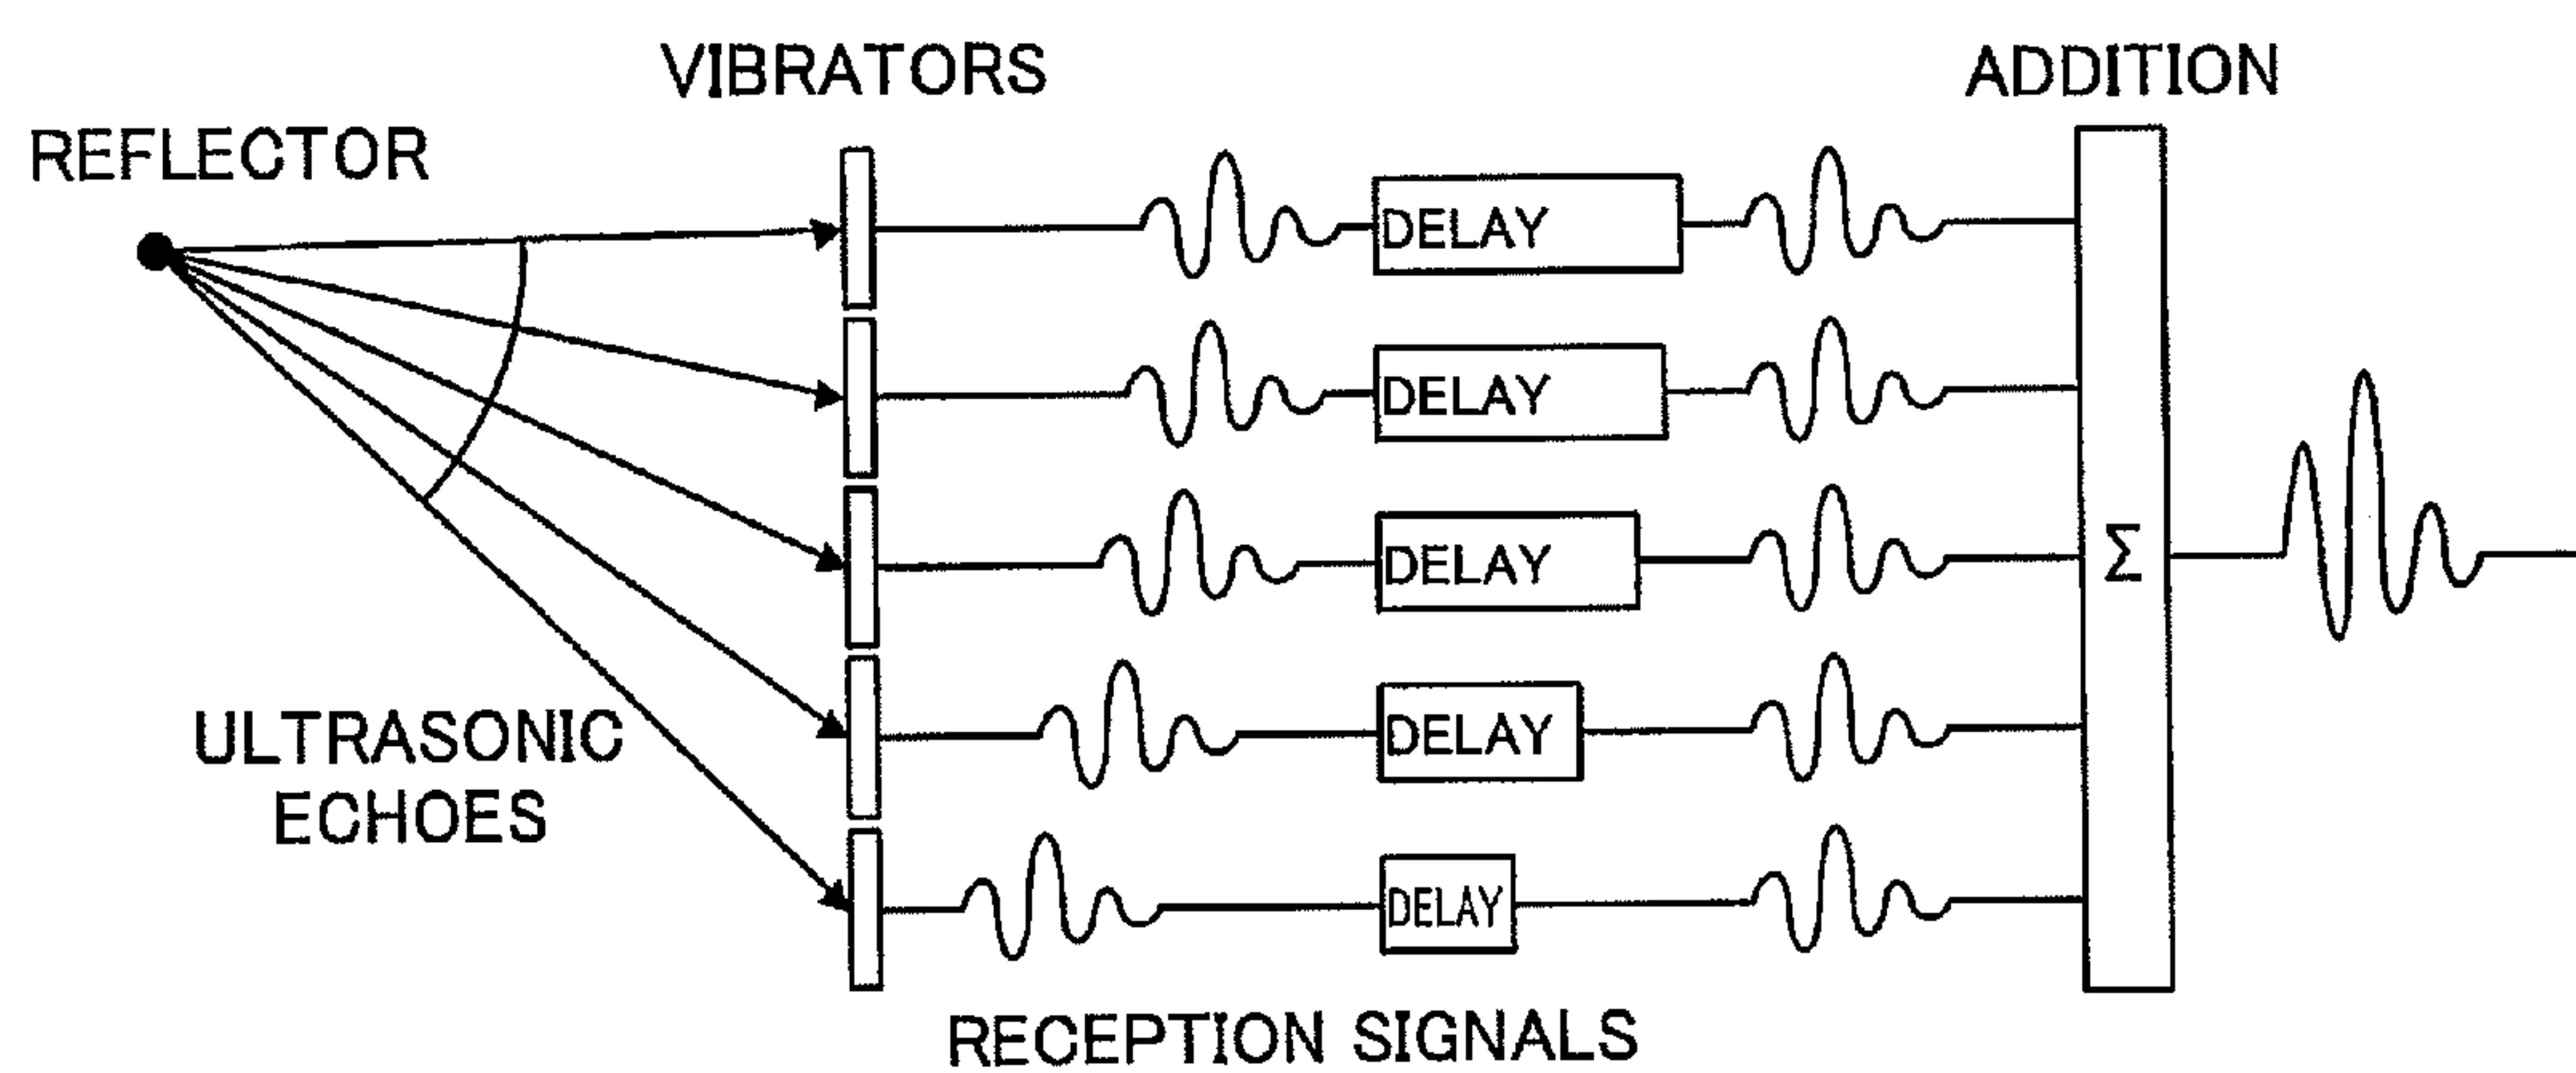 VIBRATORS
ADDITION
REFLECTOR
DELAY
DELAY
DELAY
Σ
DELAY
ULTRASONIC
ECHOES
DELAY
RECEPTION SIGNALS